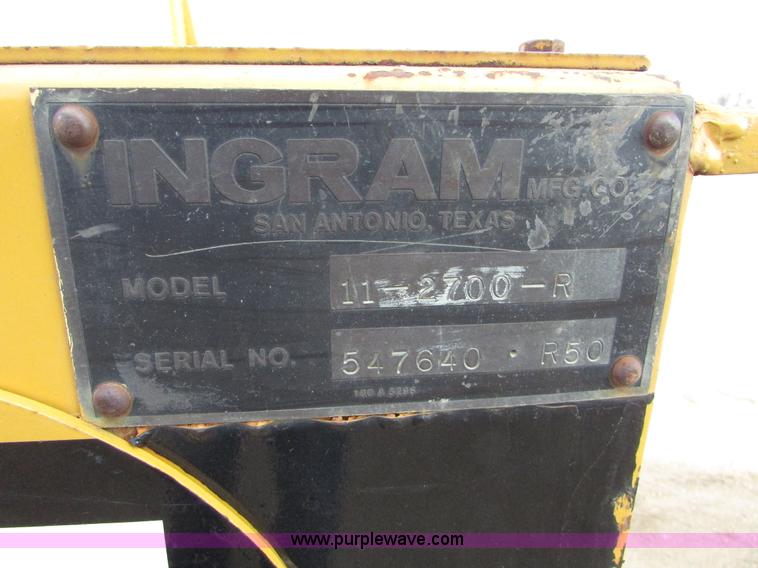 INGRAM MFG. CO.
SAN ANTONIO, TEXAS
MODEL 11-2700-R
SERIAL NO. 547640 · R50
www.purplewave.com